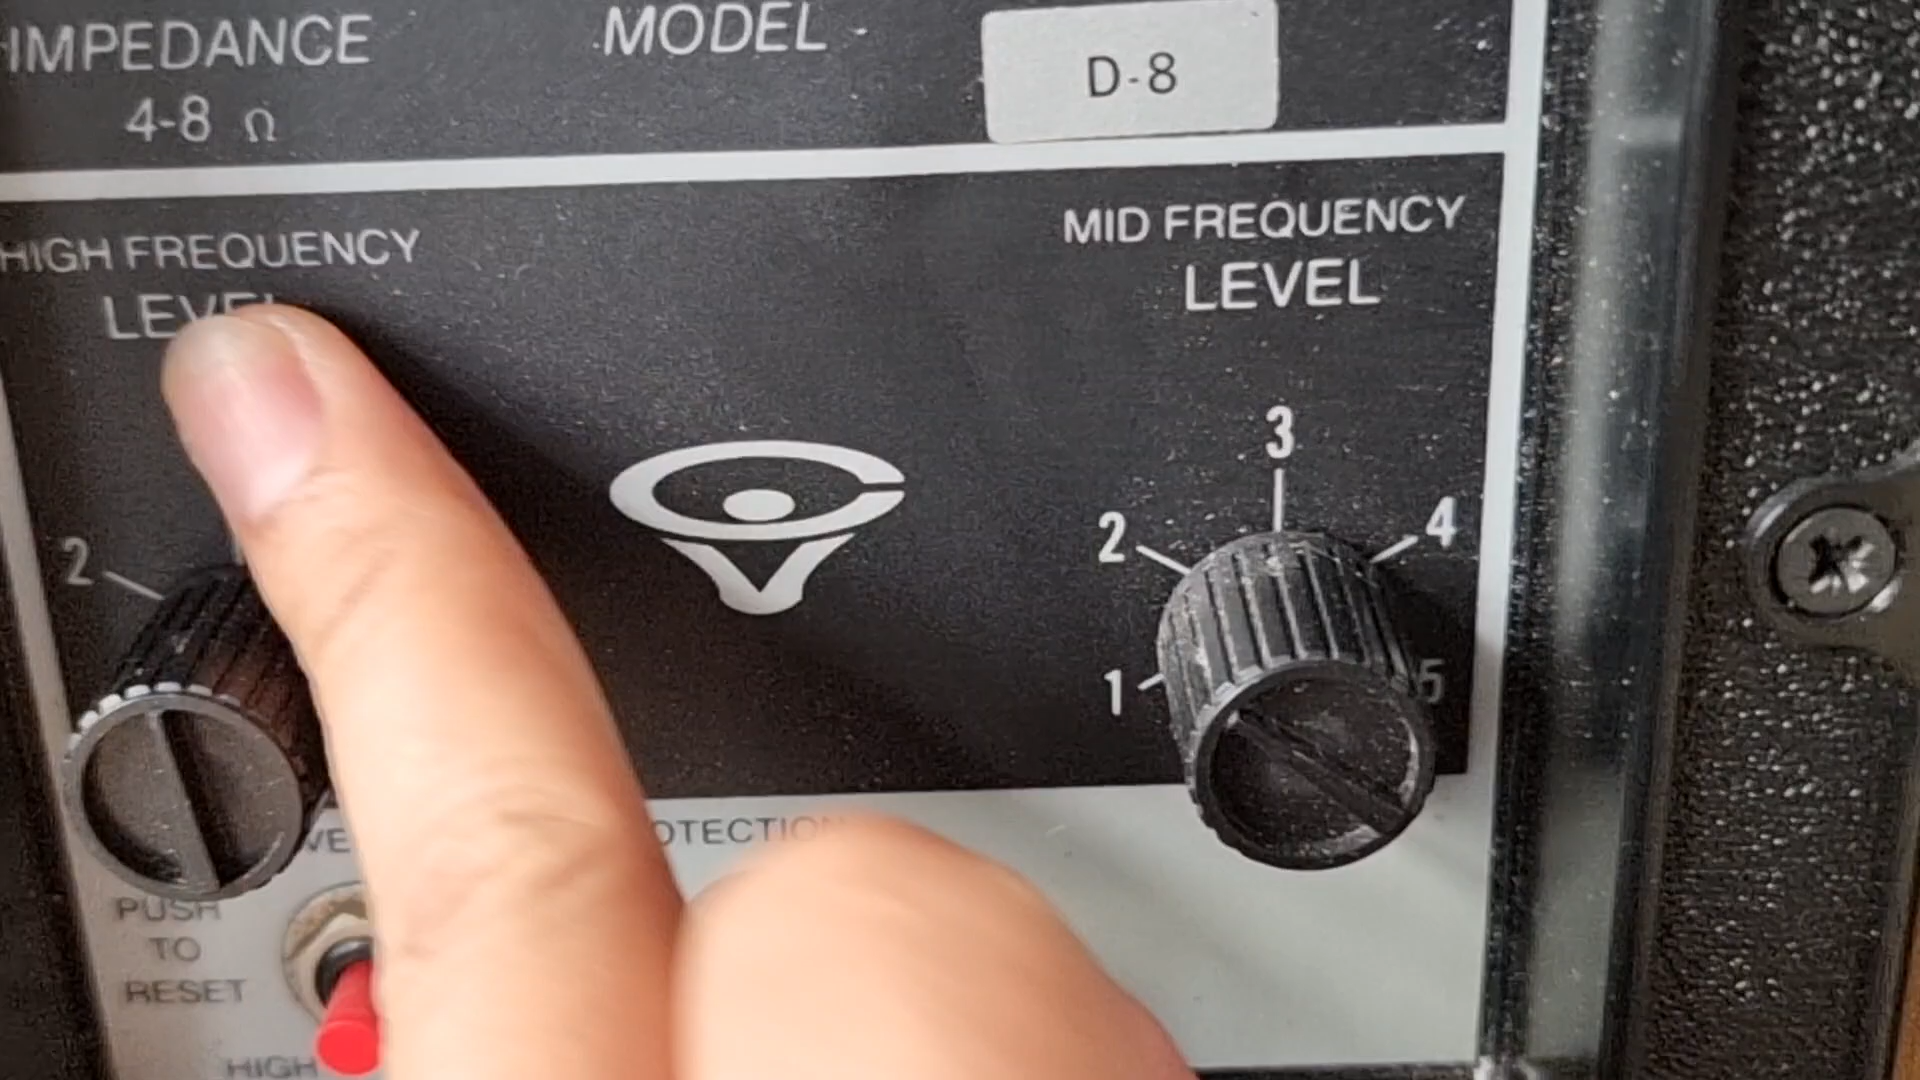 IMPEDANCE
4-8 Ω
MODEL
D-8
HIGH FREQUENCY
LEVEL
2
MID FREQUENCY
LEVEL
1
2
3
4
5
PUSH
TO
RESET
HIGH